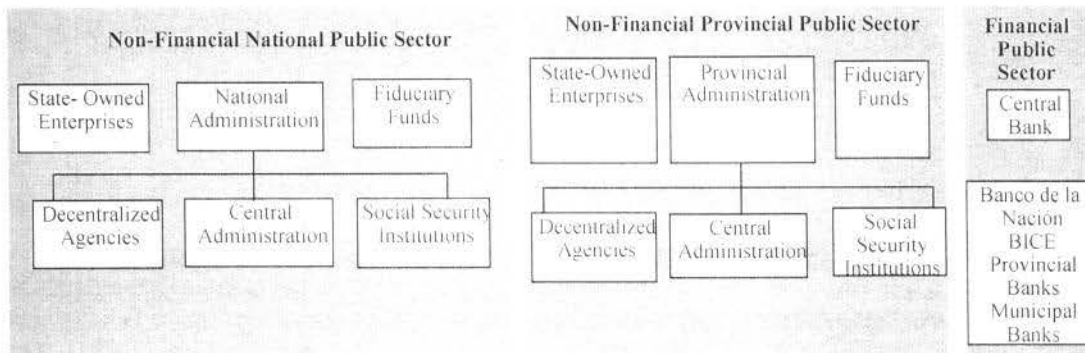 Non-Financial National Public Sector
State- Owned
Enterprises
National
Administration
Fiduciary
Funds
Decentralized
Agencies
Central
Administration
Social Security
Institutions
Non-Financial Provincial Public Sector
State-Owned
Enterprises
Provincial
Administration
Fiduciary
Funds
Decentralized
Agencies
Central
Administration
Social
Security
Institutions
Financial
Public
Sector
Central
Bank
Banco de la
Nación
BICE
Provincial
Banks
Municipal
Banks